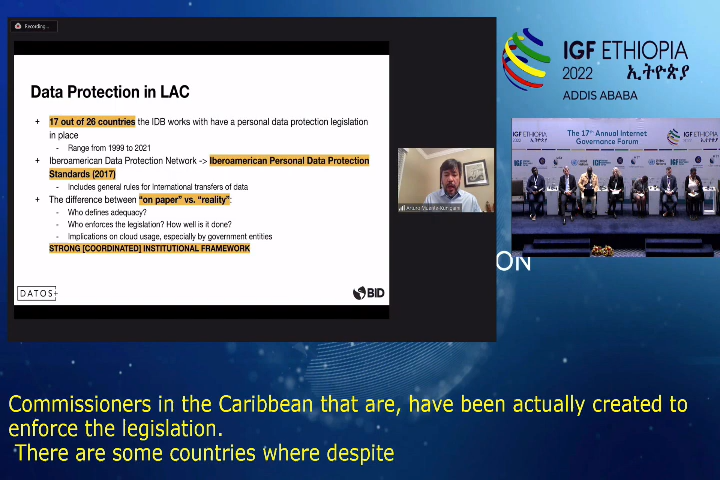 Recording...
Data Protection in LAC
+ 17 out of 26 countries the IDB works with have a personal data protection legislation
in place
- Range from 1999 to 2021
+ Iberoamerican Data Protection Network -> Iberoamerican Personal Data Protection
Standards (2017)
- Includes general rules for International transfers of data
+ The difference between "on paper" vs. "reality":
- Who defines adequacy?
- Who enforces the legislation? How well is it done?
- Implications on cloud usage, especially by government entities
STRONG [COORDINATED] INSTITUTIONAL FRAMEWORK
DATOS+
BID
IGF ETHIOPIA
2022 ኢትዮጵያ
ADDIS ABABA
IGF ETHIOPIA
The 17th Annual Internet
Governance Forum
IGF ETHIOPIA
ON
Commissioners in the Caribbean that are, have been actually created to
enforce the legislation.
There are some countries where despite